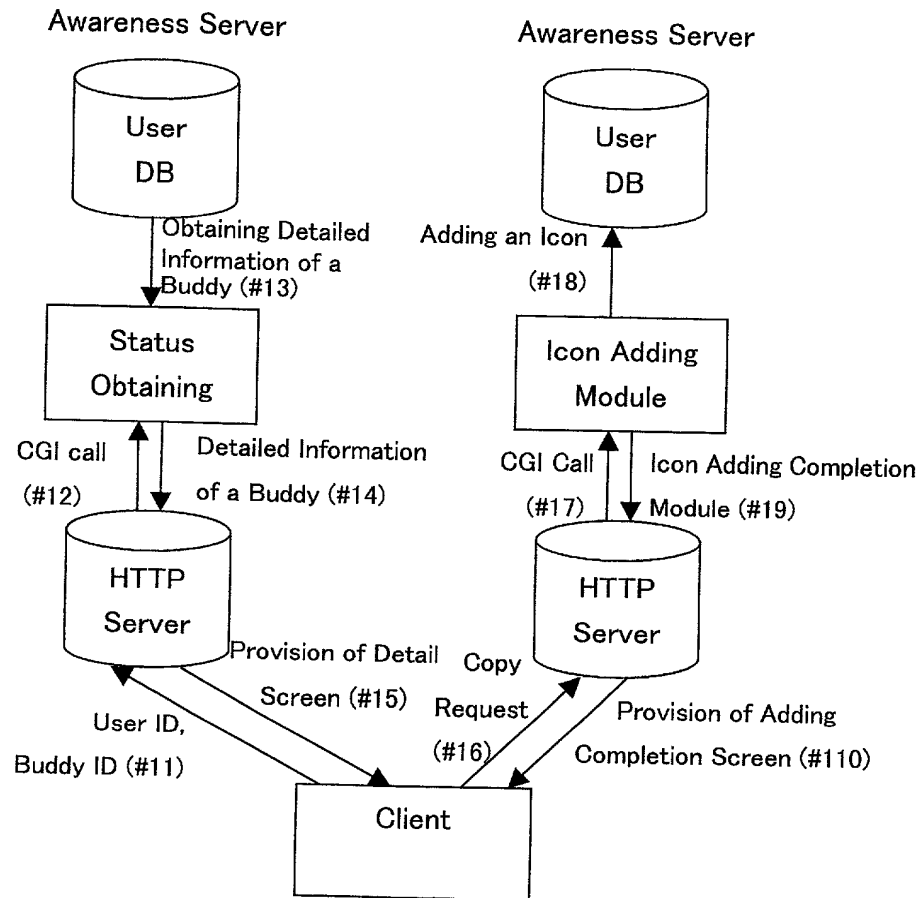 Awareness Server
User
DB
Obtaining Detailed
Information of a
Buddy (#13)
Status
Obtaining
CGI call
(#12)
Detailed Information
of a Buddy (#14)
HTTP
Server
Provision of Detail
Screen (#15)
User ID,
Buddy ID (#11)
Awareness Server
User
DB
Adding an Icon
(#18)
Icon Adding
Module
CGI Call
(#17)
Icon Adding Completion
Module (#19)
HTTP
Server
Copy
Request
(#16)
Provision of Adding
Completion Screen (#110)
Client